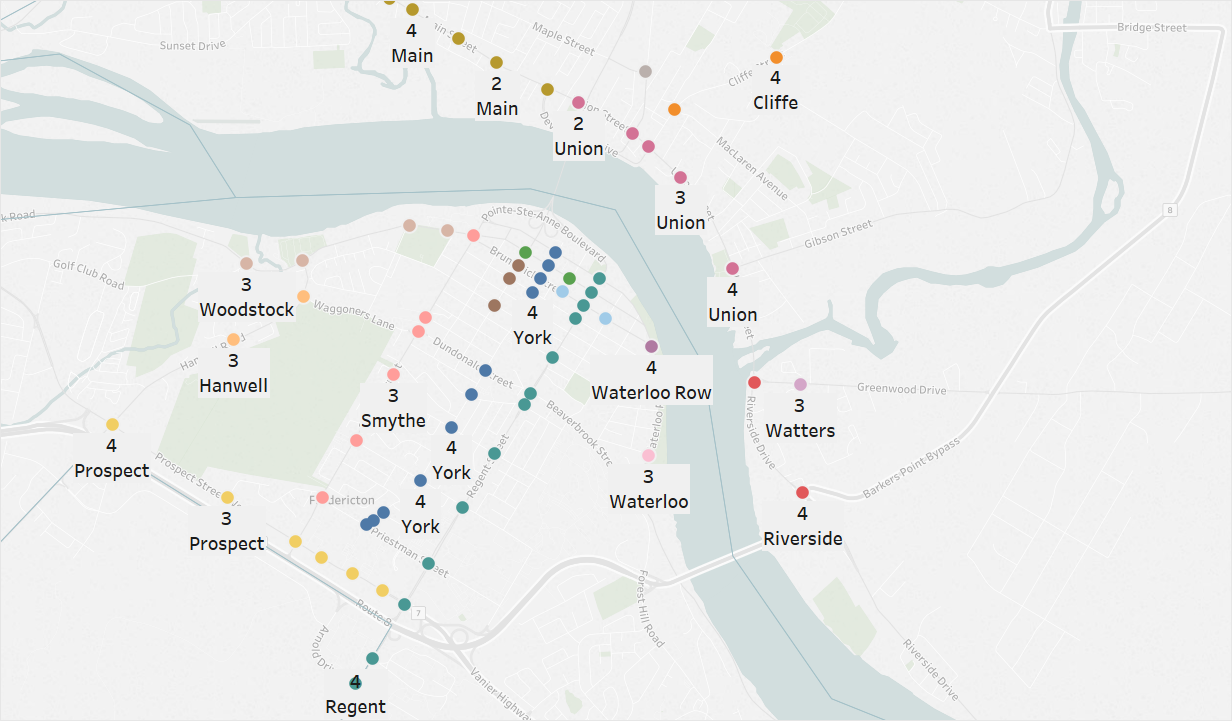 4
Main
Maple Street
Bridge Street
Sunset Drive
2
Main
4
Cliffe
2
Union
MacLaren Avenue
3
Union
8
Pointe-Ste-Anne Boulevard
Gibson Street
Golf Club Road
3
Woodstock
Waggoners Lane
4
York
4
Union
3
Hanwell
Dundonald Street
4
Waterloo Row
3
Smythe
3
Watters
Greenwood Drive
Riverside Drive
Beaverbrook
4
Prospect
4
York
Regent Street
Barkers Point Bypass
Prospect Street
3
Waterloo
4
York
4
Riverside
3
Prospect
Priestman Street
Route 8
7
Forest Hill Road
Arnold
Riverside Drive
4
Regent
Vanier Highway